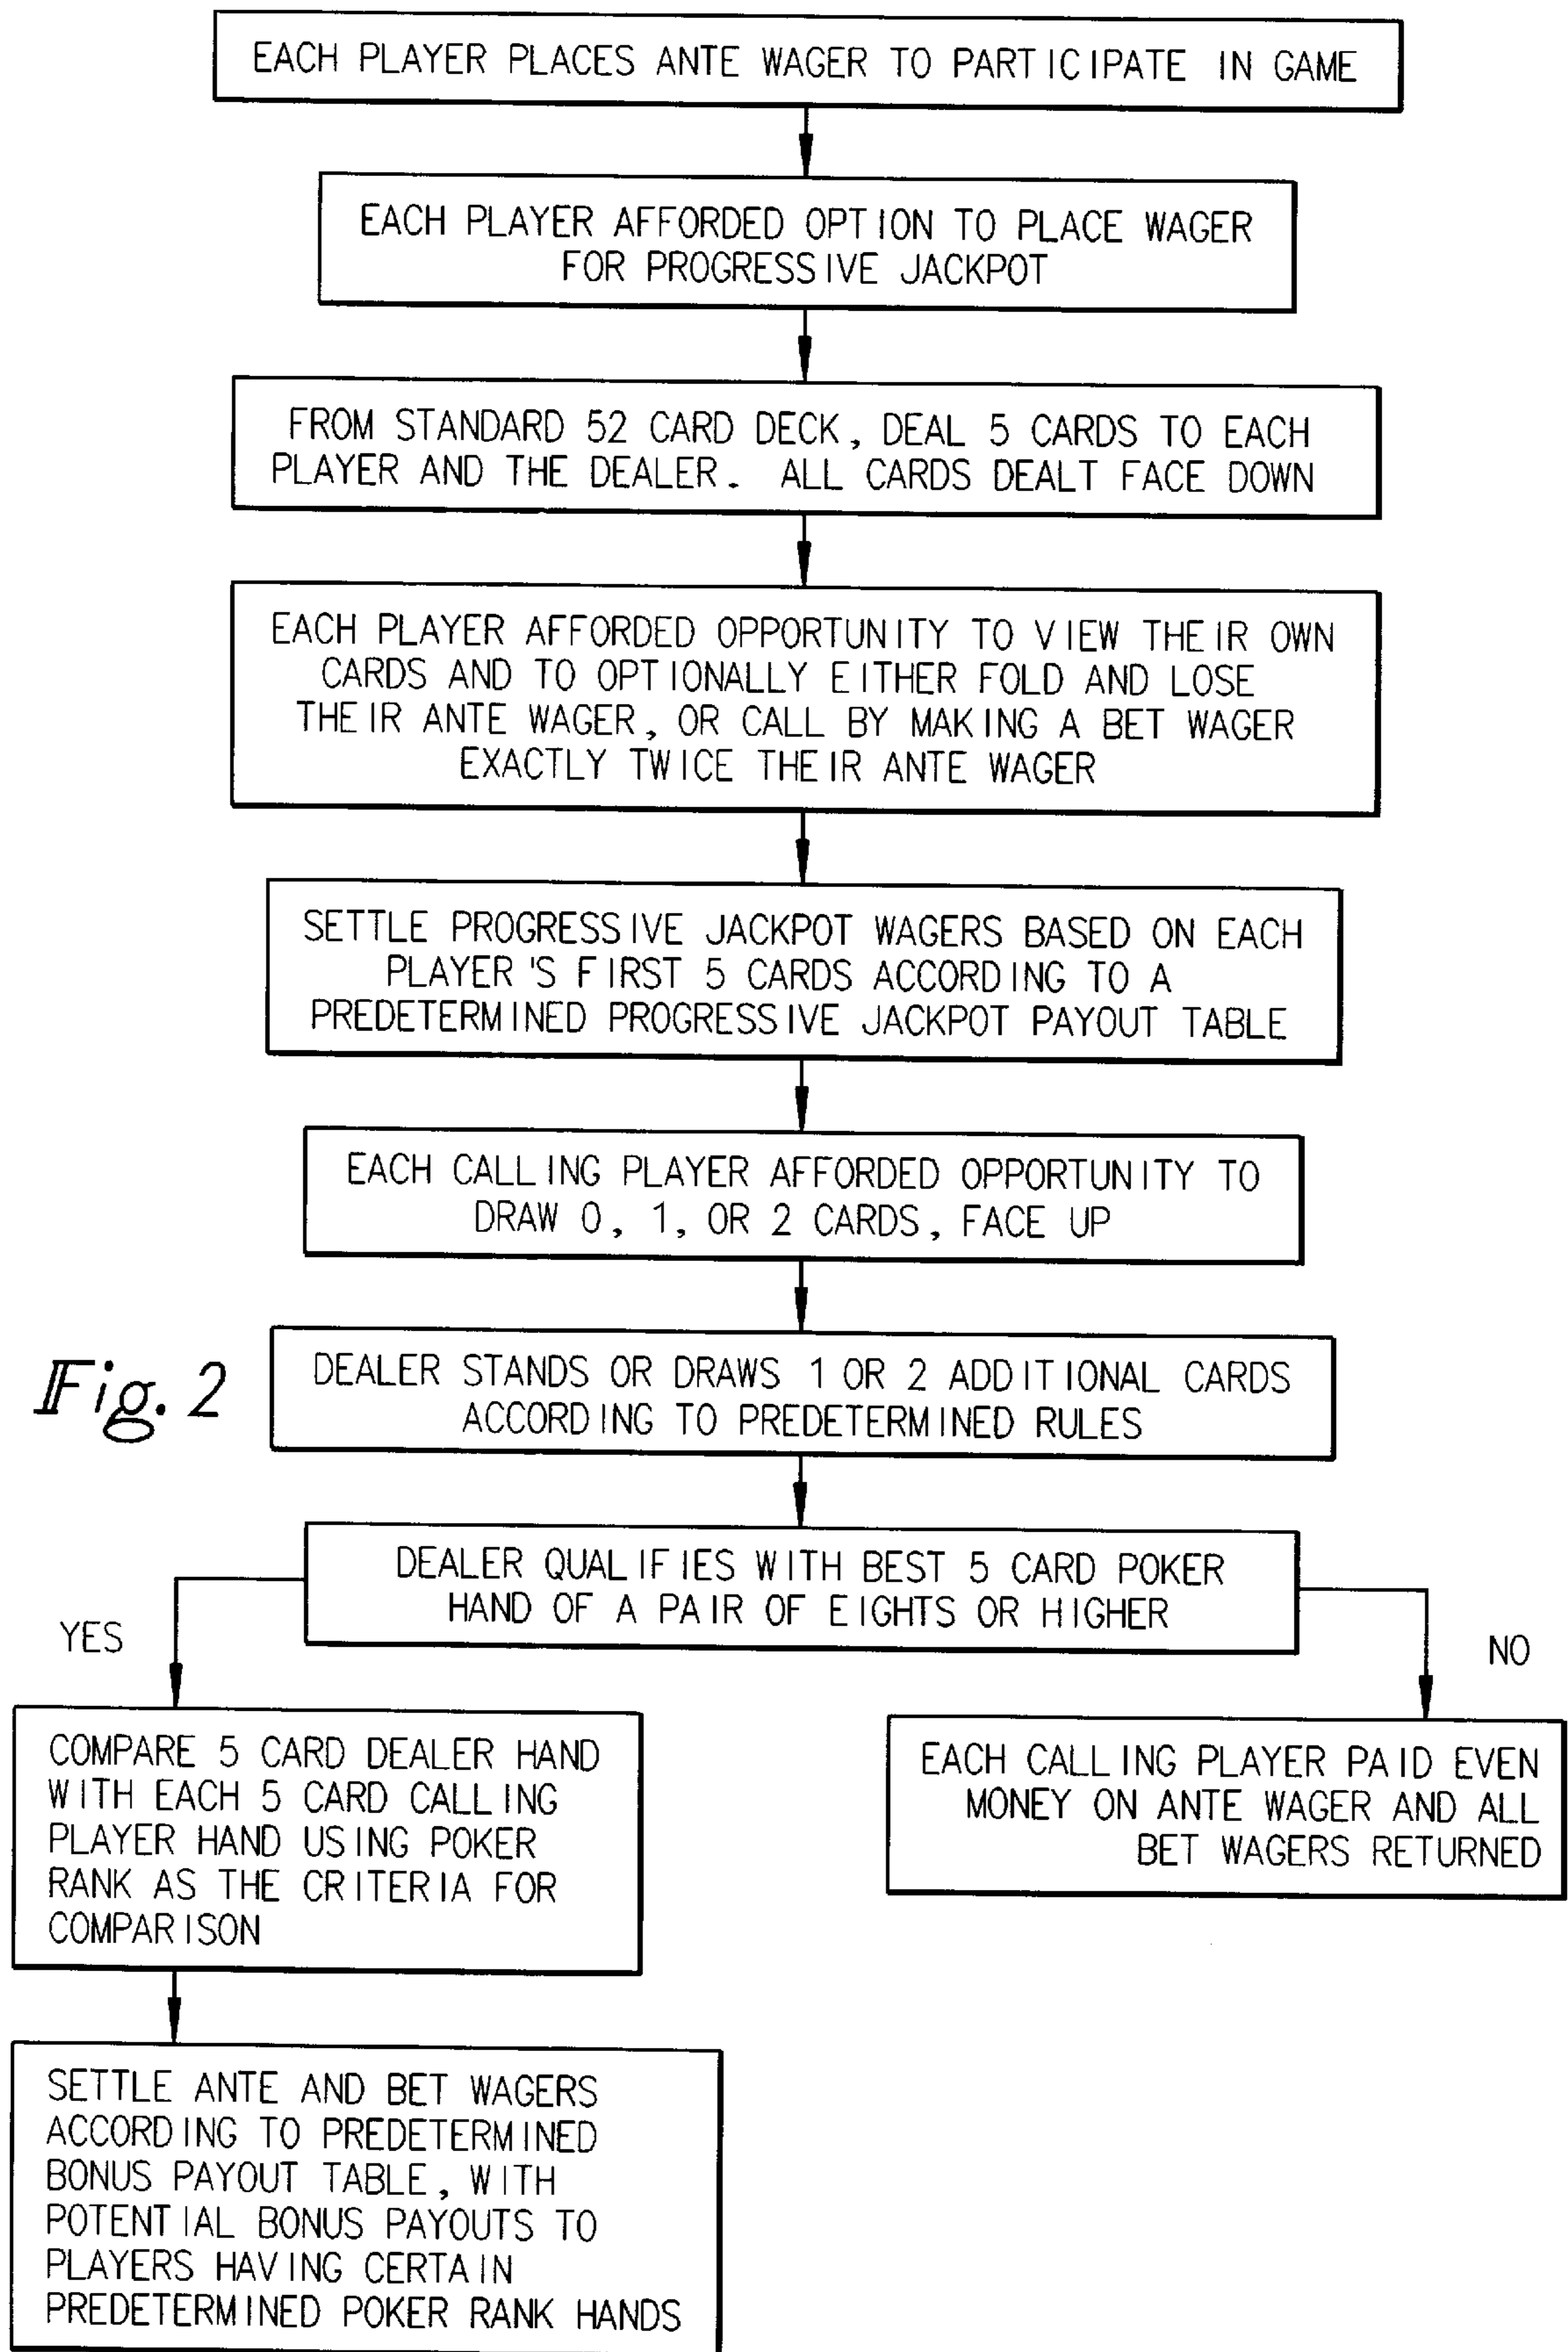 EACH PLAYER PLACES ANTE WAGER TO PARTICIPATE IN GAME
EACH PLAYER AFFORDED OPTION TO PLACE WAGER
FOR PROGRESSIVE JACKPOT
FROM STANDARD 52 CARD DECK, DEAL 5 CARDS TO EACH
PLAYER AND THE DEALER. ALL CARDS DEALT FACE DOWN
EACH PLAYER AFFORDED OPPORTUNITY TO VIEW THEIR OWN
CARDS AND TO OPTIONALLY EITHER FOLD AND LOSE
THEIR ANTE WAGER, OR CALL BY MAKING A BET WAGER
EXACTLY TWICE THEIR ANTE WAGER
SETTLE PROGRESSIVE JACKPOT WAGERS BASED ON EACH
PLAYER'S FIRST 5 CARDS ACCORDING TO A
PREDETERMINED PROGRESSIVE JACKPOT PAYOUT TABLE
EACH CALLING PLAYER AFFORDED OPPORTUNITY TO
DRAW 0, 1, OR 2 CARDS, FACE UP
Fig. 2
DEALER STANDS OR DRAWS 1 OR 2 ADDITIONAL CARDS
ACCORDING TO PREDETERMINED RULES
DEALER QUALIFIES WITH BEST 5 CARD POKER
HAND OF A PAIR OF EIGHTS OR HIGHER
YES
NO
COMPARE 5 CARD DEALER HAND
WITH EACH 5 CARD CALLING
PLAYER HAND USING POKER
RANK AS THE CRITERIA FOR
COMPARISON
EACH CALLING PLAYER PAID EVEN
MONEY ON ANTE WAGER AND ALL
BET WAGERS RETURNED
SETTLE ANTE AND BET WAGERS
ACCORDING TO PREDETERMINED
BONUS PAYOUT TABLE, WITH
POTENTIAL BONUS PAYOUTS TO
PLAYERS HAVING CERTAIN
PREDETERMINED POKER RANK HANDS